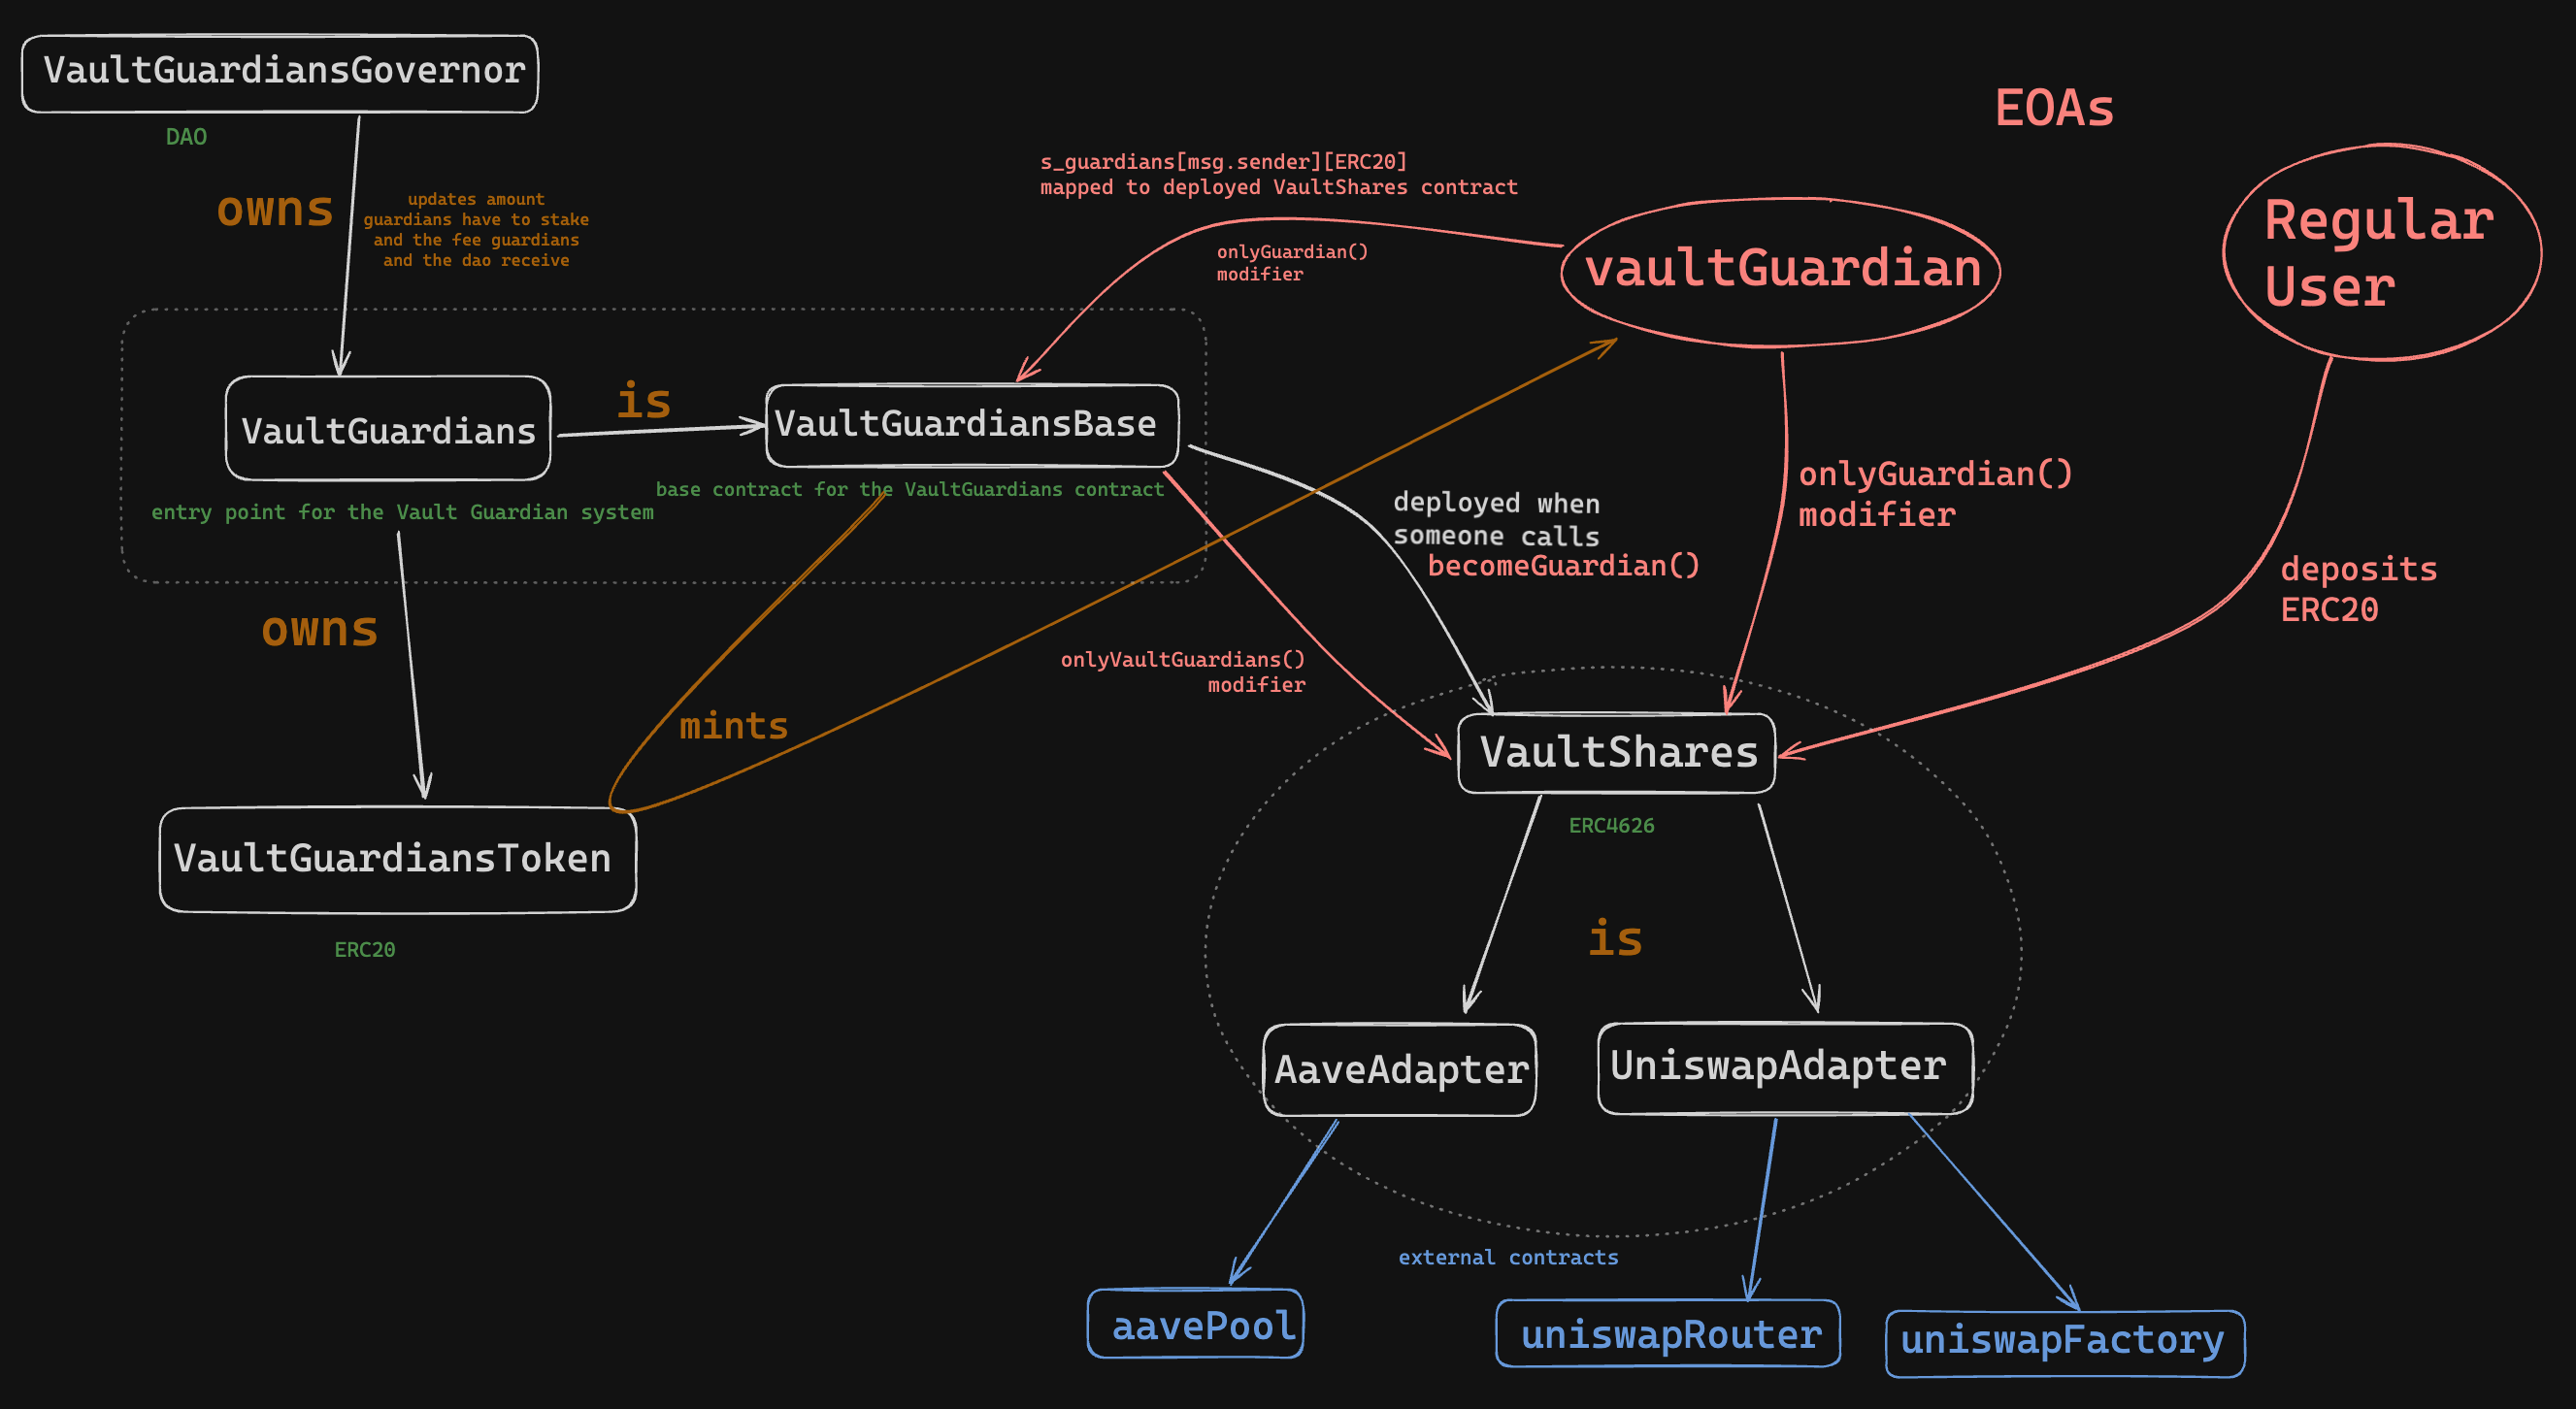 VaultGuardiansGovernor
DAO
owns
updates amount
guardians have to stake
and the fee guardians
and the dao receive
EOAs
s_guardians[msg.sender][ERC20]
mapped to deployed VaultShares contract
onlyGuardian()
modifier
vaultGuardian
Regular
User
VaultGuardians
is
VaultGuardiansBase
entry point for the Vault Guardian system
base contract for the VaultGuardians contract
deployed when
someone calls
becomeGuardian()
onlyGuardian()
modifier
deposits
ERC20
owns
mints
onlyVaultGuardians()
modifier
VaultShares
ERC4626
VaultGuardiansToken
ERC20
is
AaveAdapter
UniswapAdapter
external contracts
aavePool
uniswapRouter
uniswapFactory